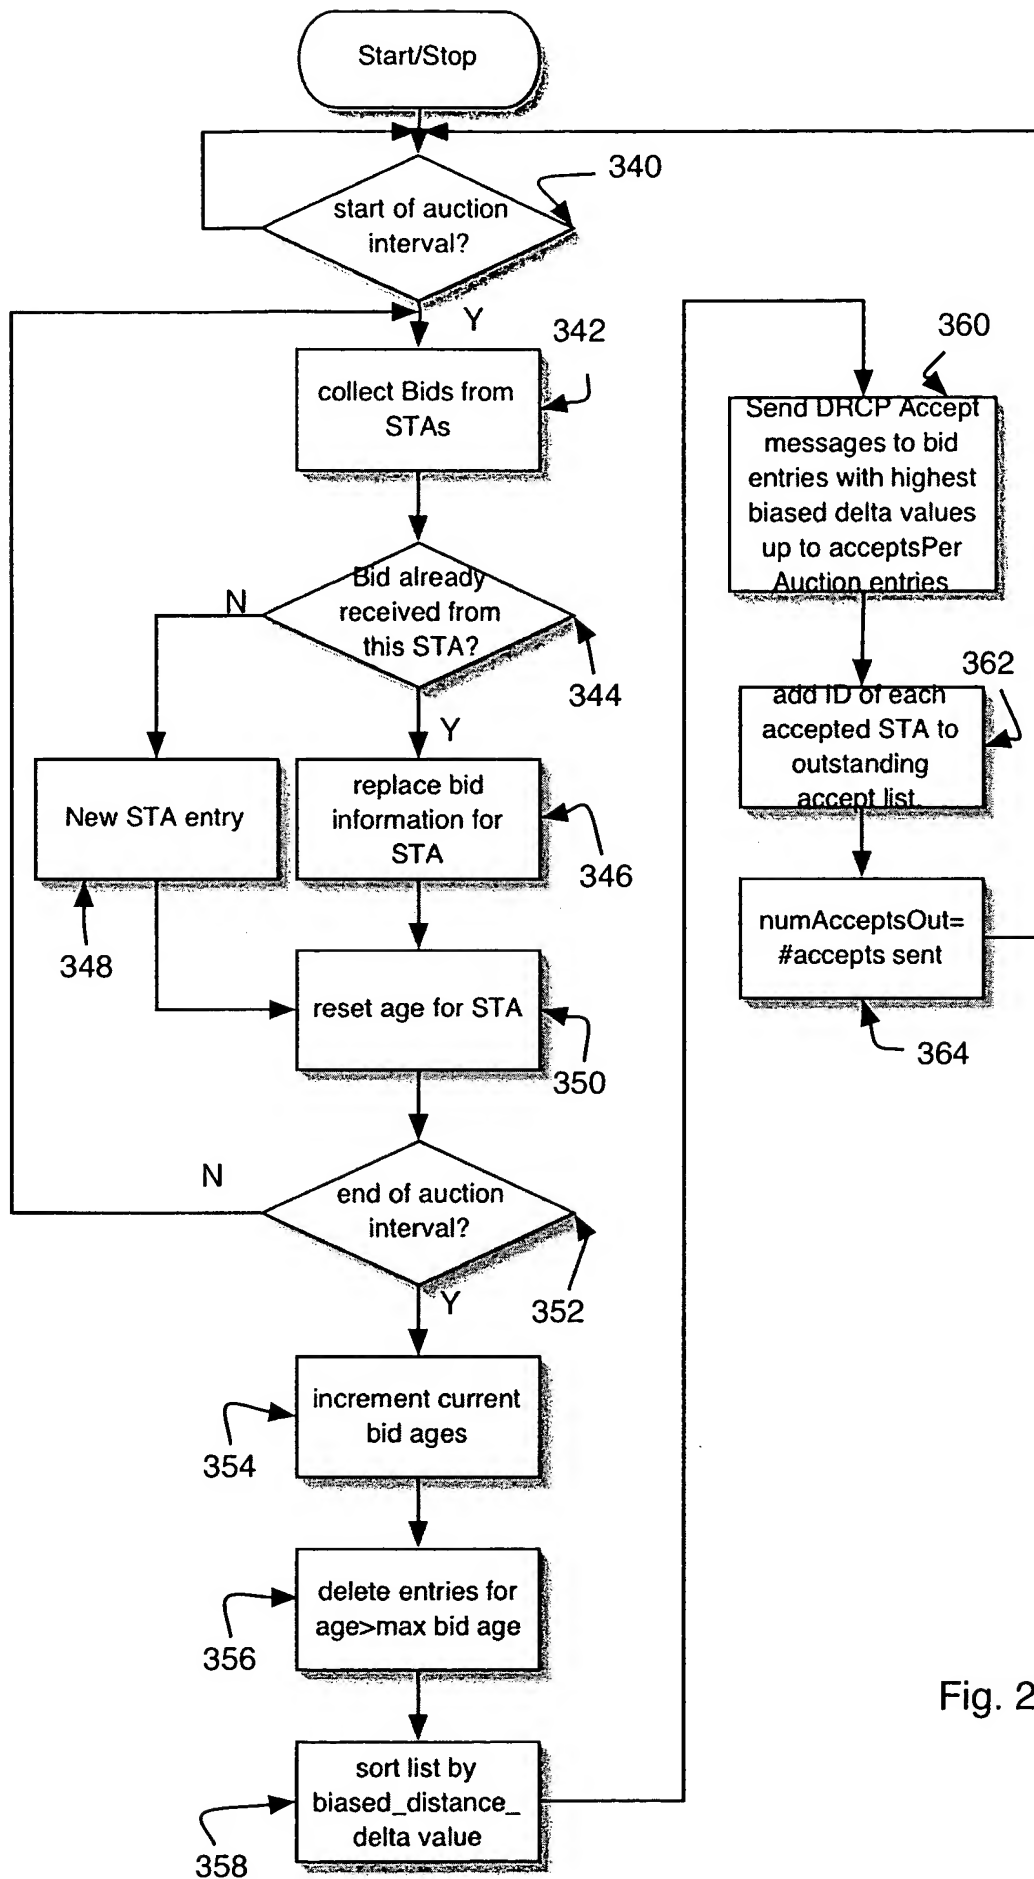 Start/Stop
start of auction
interval?
340
Y
collect Bids from
STAs
342
Bid already
received from
this STA?
344
N
Y
New STA entry
348
replace bid
information for
STA
346
reset age for STA
350
end of auction
interval?
352
N
Y
increment current
bid ages
354
delete entries for
age>max bid age
356
sort list by
biased_distance_
delta value
358
Send DRCP Accept
messages to bid
entries with highest
biased delta values
up to acceptsPer
Auction entries
360
add ID of each
accepted STA to
outstanding
accept list.
362
numAcceptsOut=
#accepts sent
364
Fig. 2